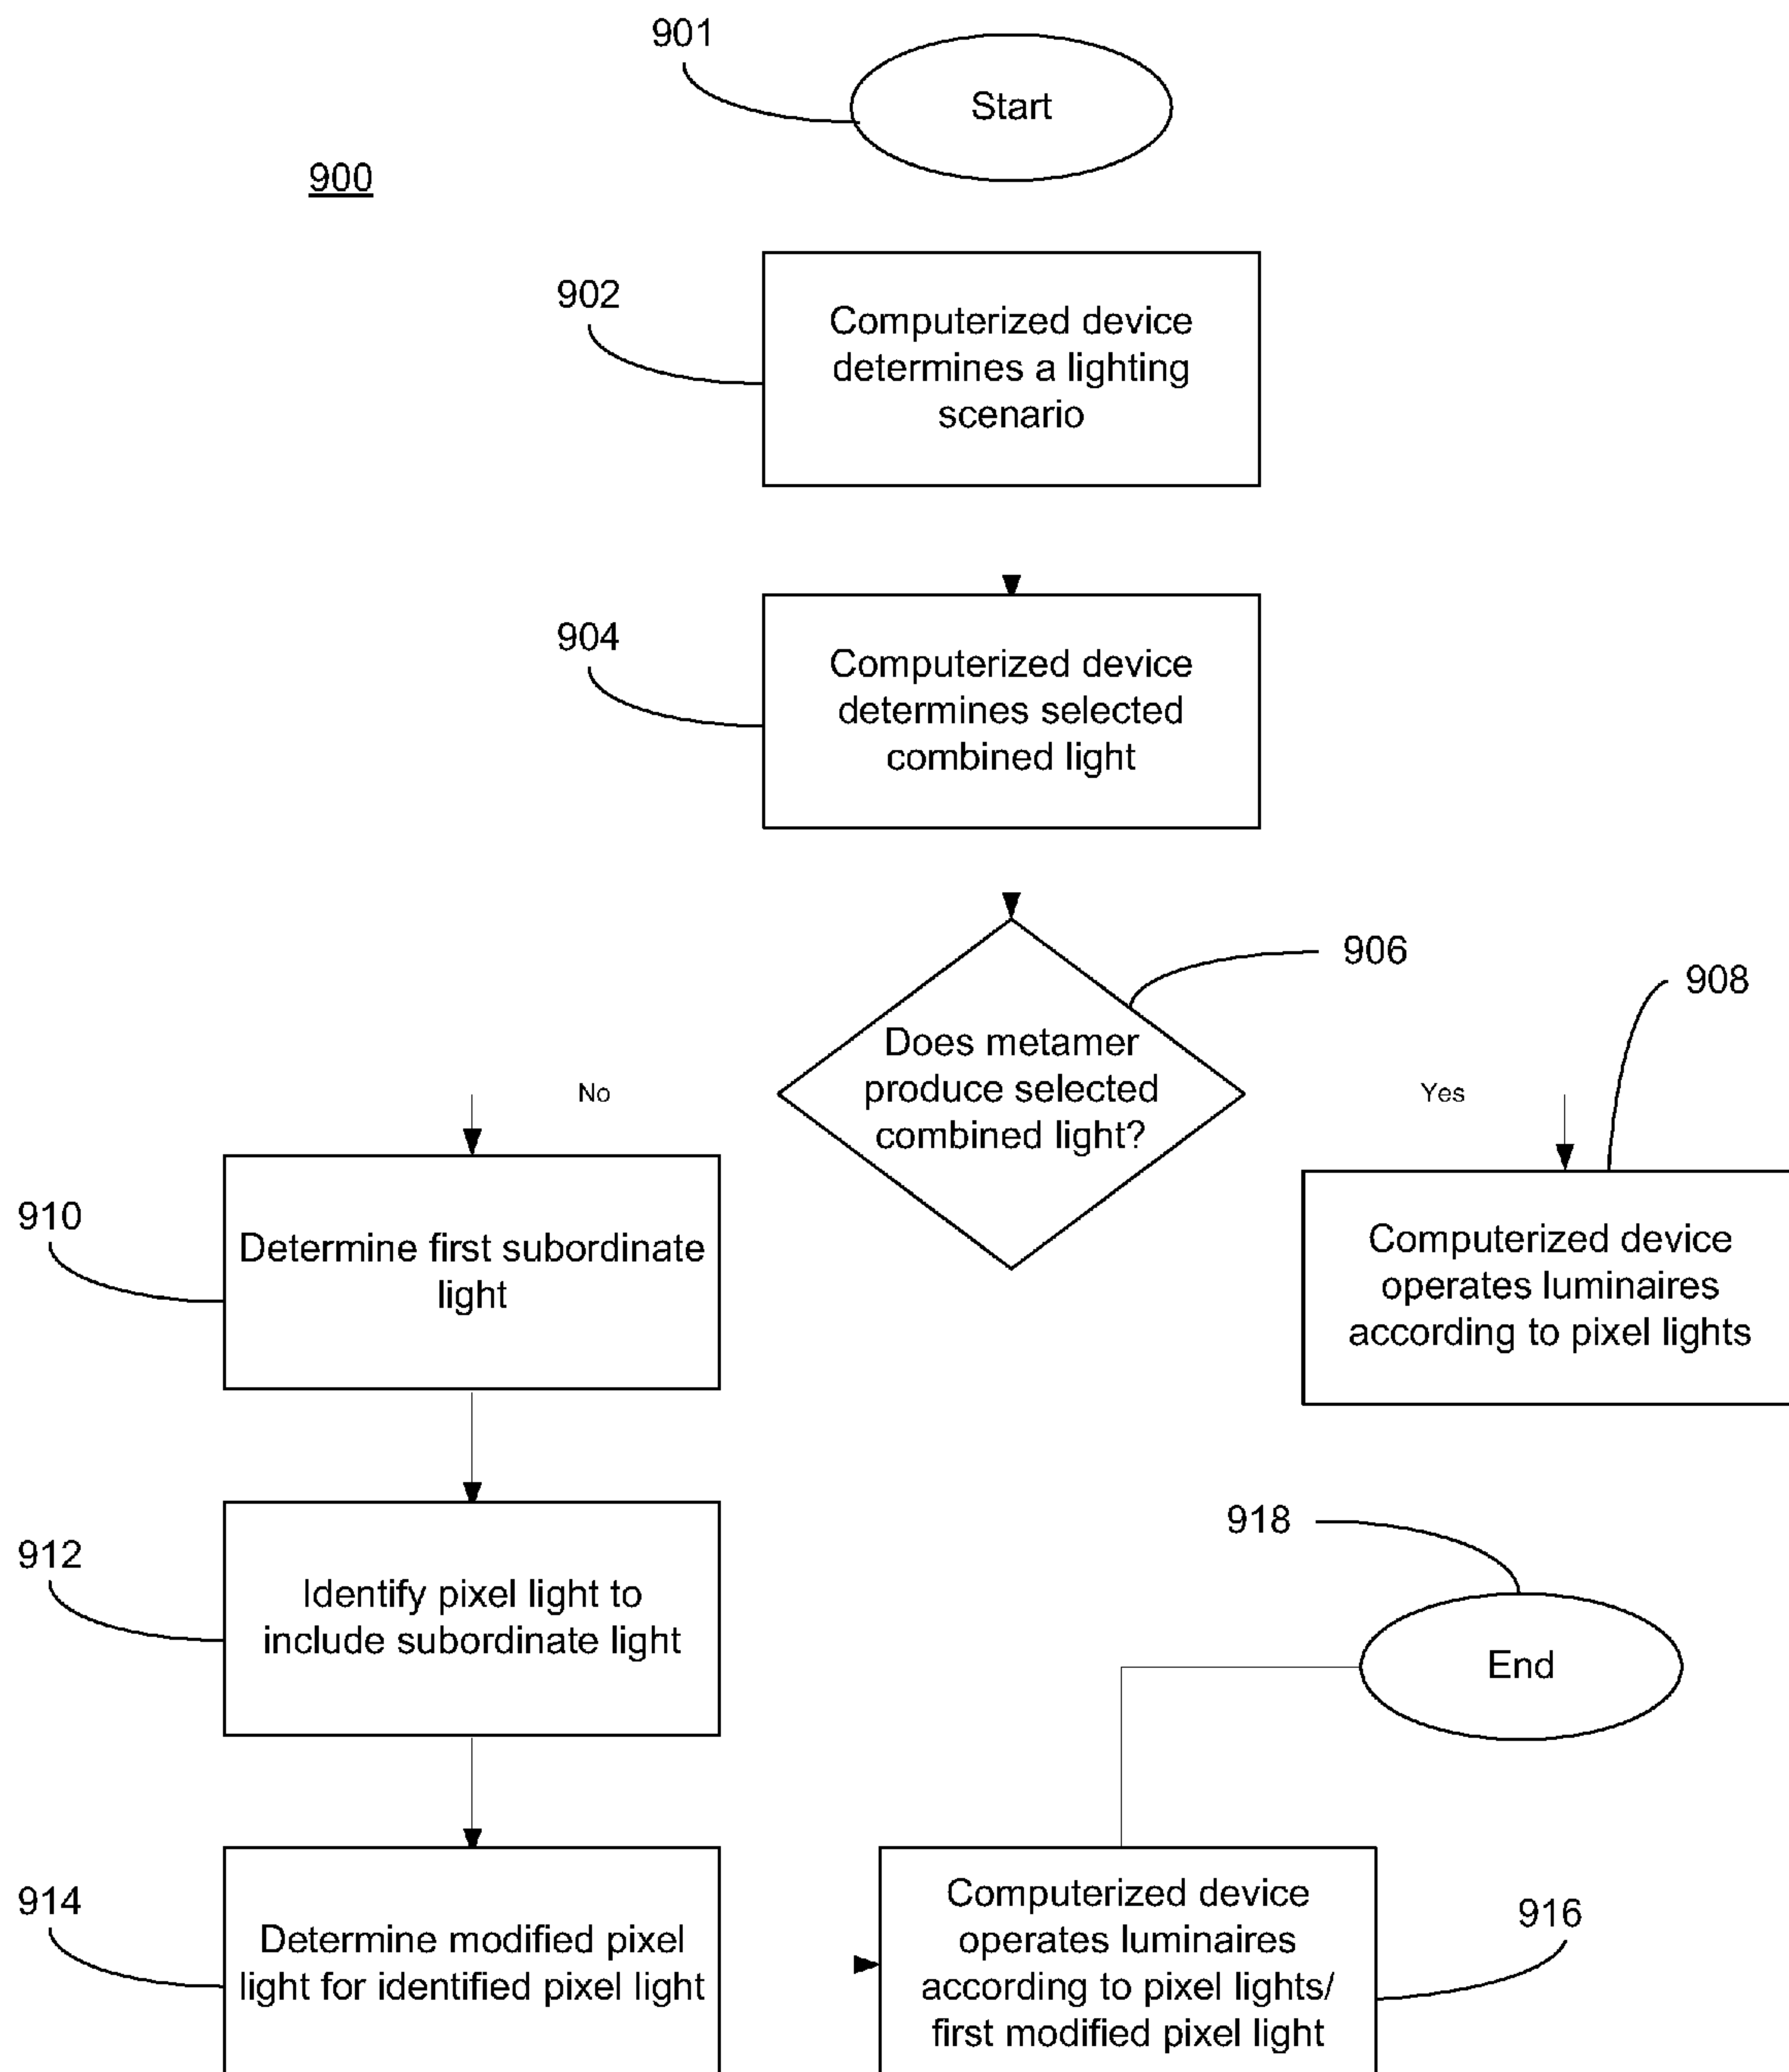 901
Start
900
902
Computerized device
determines a lighting
scenario
904
Computerized device
determines selected
combined light
906
Does metamer
produce selected
combined light?
908
No
Yes
910
Determine first subordinate
light
Computerized device
operates luminaires
according to pixel lights
912
Identify pixel light to
include subordinate light
918
End
914
Determine modified pixel
light for identified pixel light
Computerized device
operates luminaires
according to pixel lights/
first modified pixel light
916